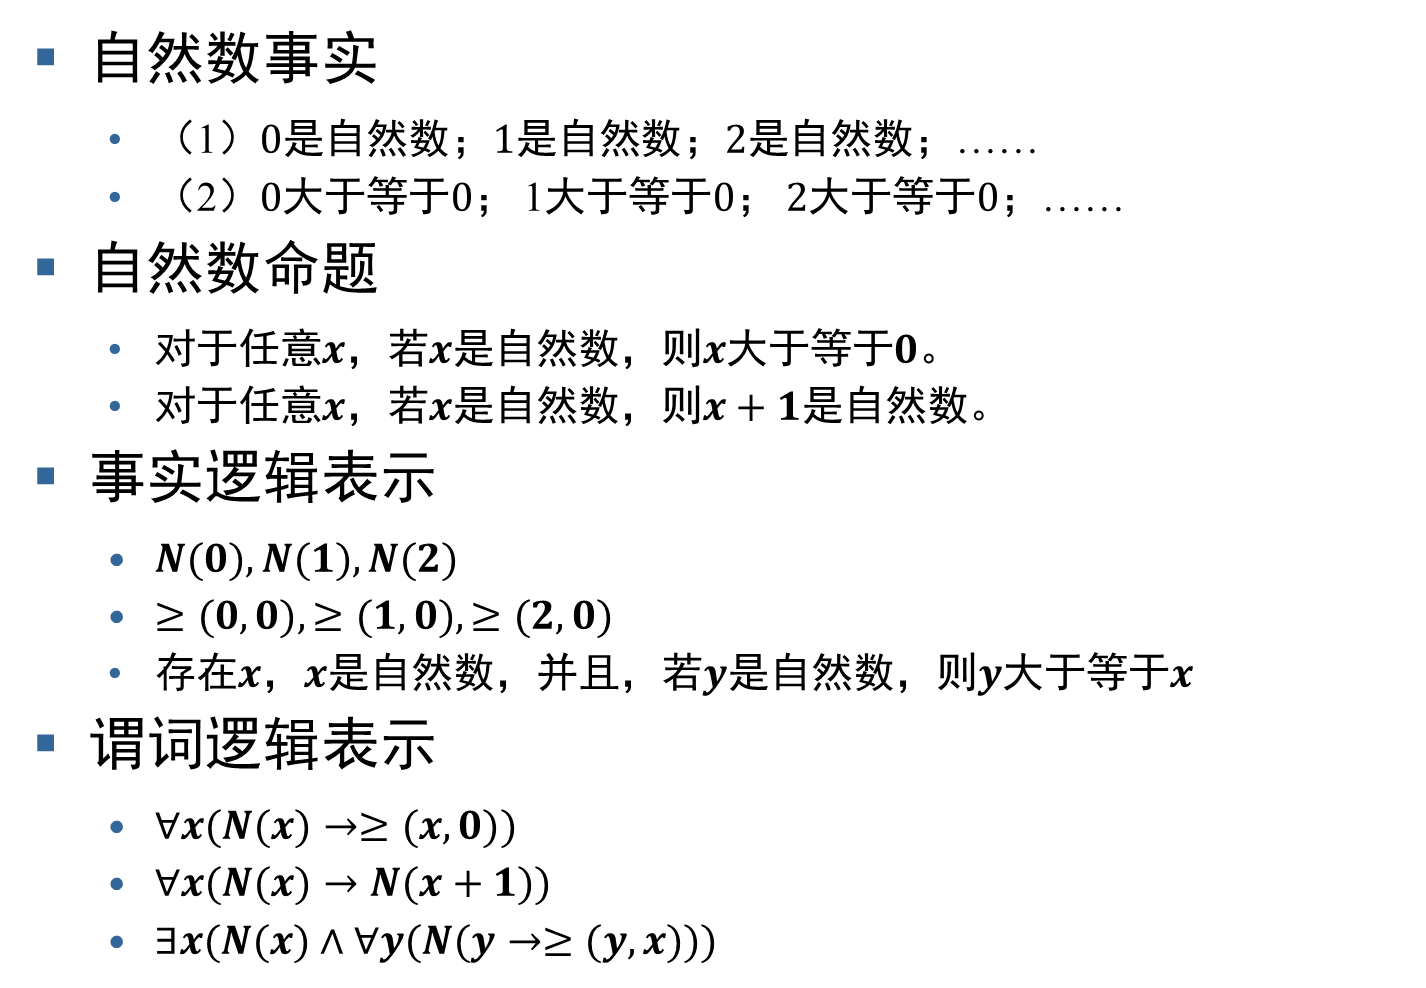 自然数事实
（1）0是自然数；1是自然数；2是自然数；……
（2）0大于等于0； 1大于等于0； 2大于等于0；……
自然数命题
对于任意x，若x是自然数，则x大于等于0。
对于任意x，若x是自然数，则x + 1是自然数。
事实逻辑表示
N(0), N(1), N(2)
≥ (0, 0), ≥ (1, 0), ≥ (2, 0)
存在x，x是自然数，并且，若y是自然数，则y大于等于x
谓词逻辑表示
∀x(N(x) →≥ (x, 0))
∀x(N(x) → N(x + 1))
∃x(N(x) ∧ ∀y(N(y →≥ (y, x)))